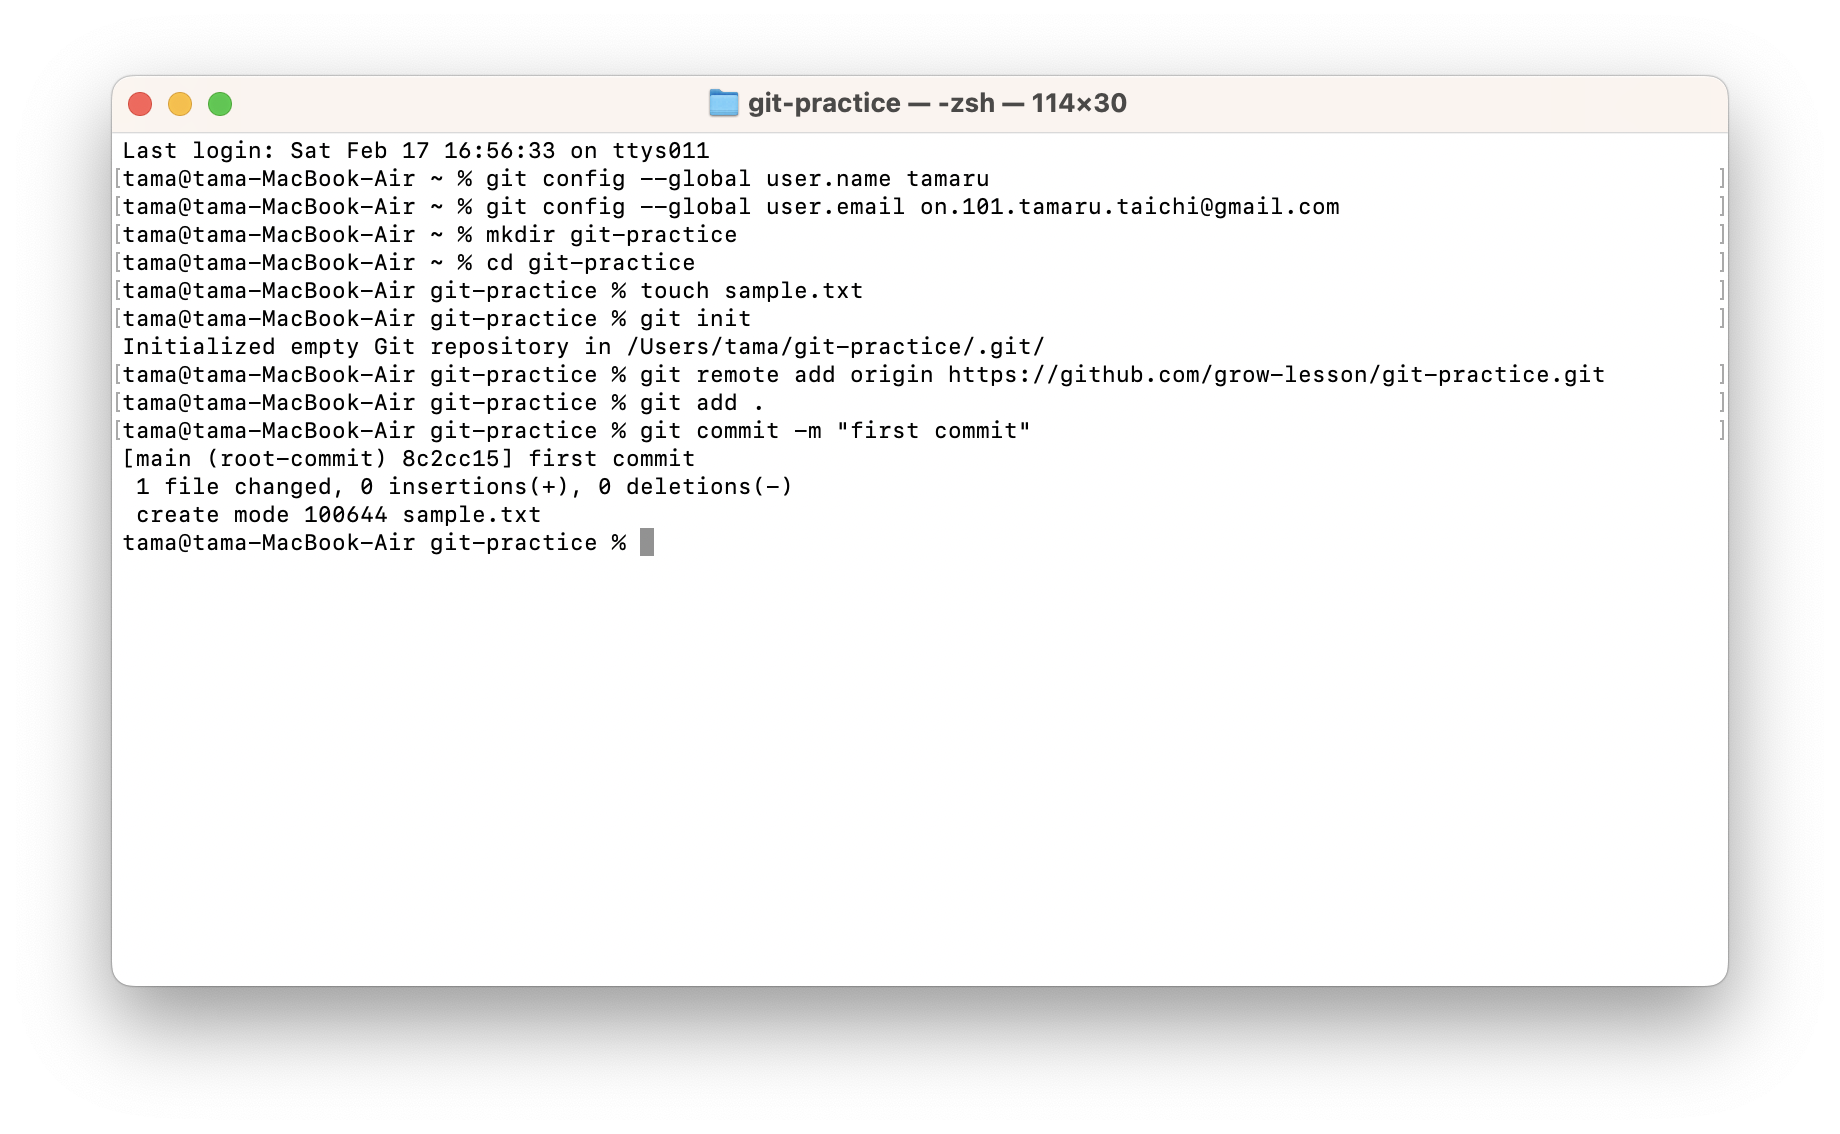 git-practice — -zsh — 114×30
Last login: Sat Feb 17 16:56:33 on ttys011
[tama@tama-MacBook-Air ~ % git config --global user.name tamaru ]
[tama@tama-MacBook-Air ~ % git config --global user.email on.101.tamaru.taichi@gmail.com ]
[tama@tama-MacBook-Air ~ % mkdir git-practice ]
[tama@tama-MacBook-Air ~ % cd git-practice ]
[tama@tama-MacBook-Air git-practice % touch sample.txt ]
[tama@tama-MacBook-Air git-practice % git init ]
Initialized empty Git repository in /Users/tama/git-practice/.git/
[tama@tama-MacBook-Air git-practice % git remote add origin https://github.com/grow-lesson/git-practice.git ]
[tama@tama-MacBook-Air git-practice % git add . ]
[tama@tama-MacBook-Air git-practice % git commit -m "first commit" ]
[main (root-commit) 8c2cc15] first commit
 1 file changed, 0 insertions(+), 0 deletions(-)
 create mode 100644 sample.txt
tama@tama-MacBook-Air git-practice %